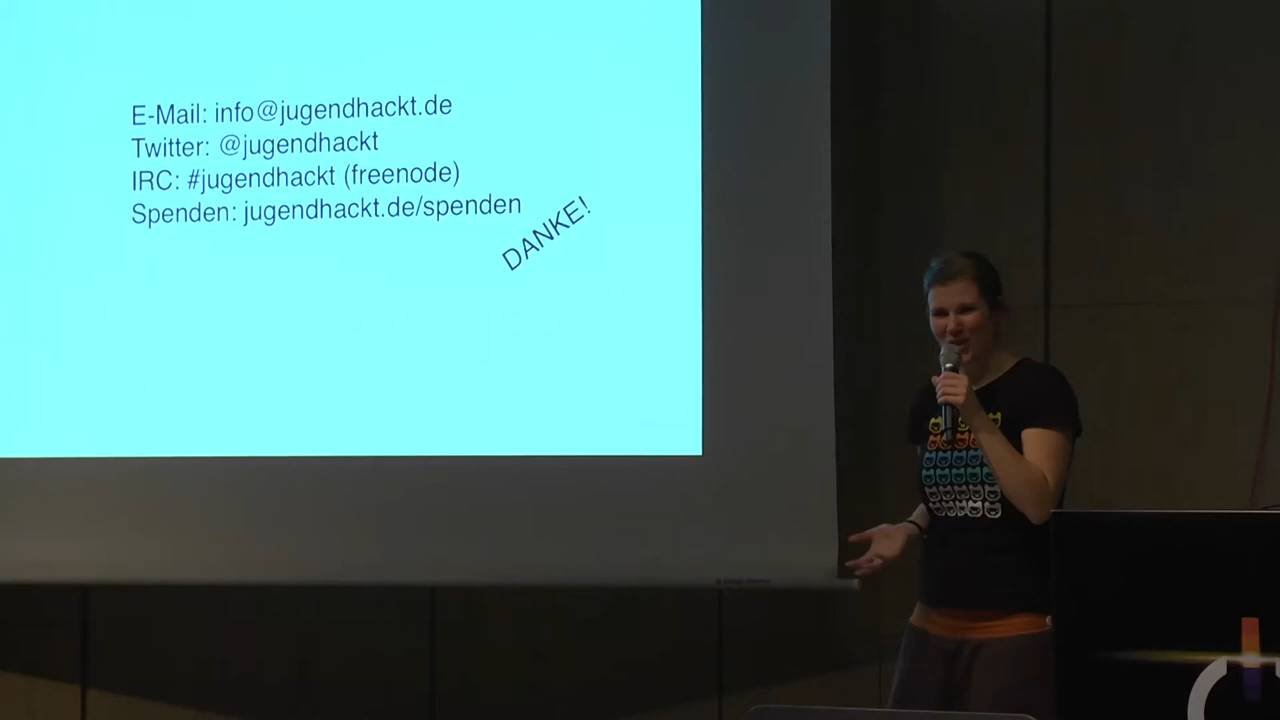 E-Mail: info@jugendhackt.de
Twitter: @jugendhackt
IRC: #jugendhackt (freenode)
Spenden: jugendhackt.de/spenden
DANKE!